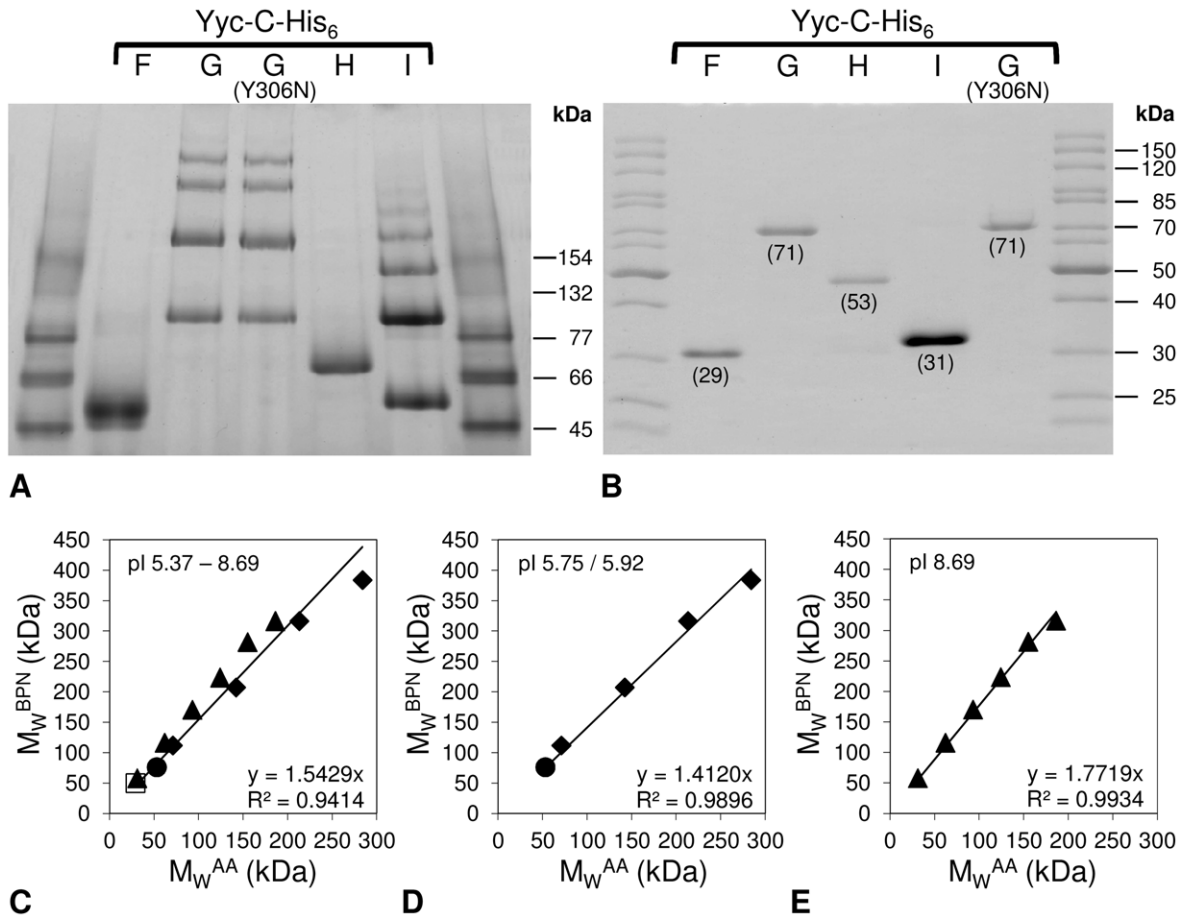 Yyc-C-His₆
F G G H I
(Y306N)
kDa
154
132
77
66
45
A
Yyc-C-His₆
F G H I G
(Y306N)
kDa
150
120
85
70
50
40
30
25
(71)
(71)
(53)
(31)
(29)
B
pI 5.37 – 8.69
450
400
350
300
250
200
150
100
50
0
M_W^BPN (kDa)
y = 1.5429x
R² = 0.9414
0 50 100 150 200 250 300
M_W^AA (kDa)
C
pI 5.75 / 5.92
450
400
350
300
250
200
150
100
50
0
M_W^BPN (kDa)
y = 1.4120x
R² = 0.9896
0 50 100 150 200 250 300
M_W^AA (kDa)
D
pI 8.69
450
400
350
300
250
200
150
100
50
0
M_W^BPN (kDa)
y = 1.7719x
R² = 0.9934
0 50 100 150 200 250 300
M_W^AA (kDa)
E